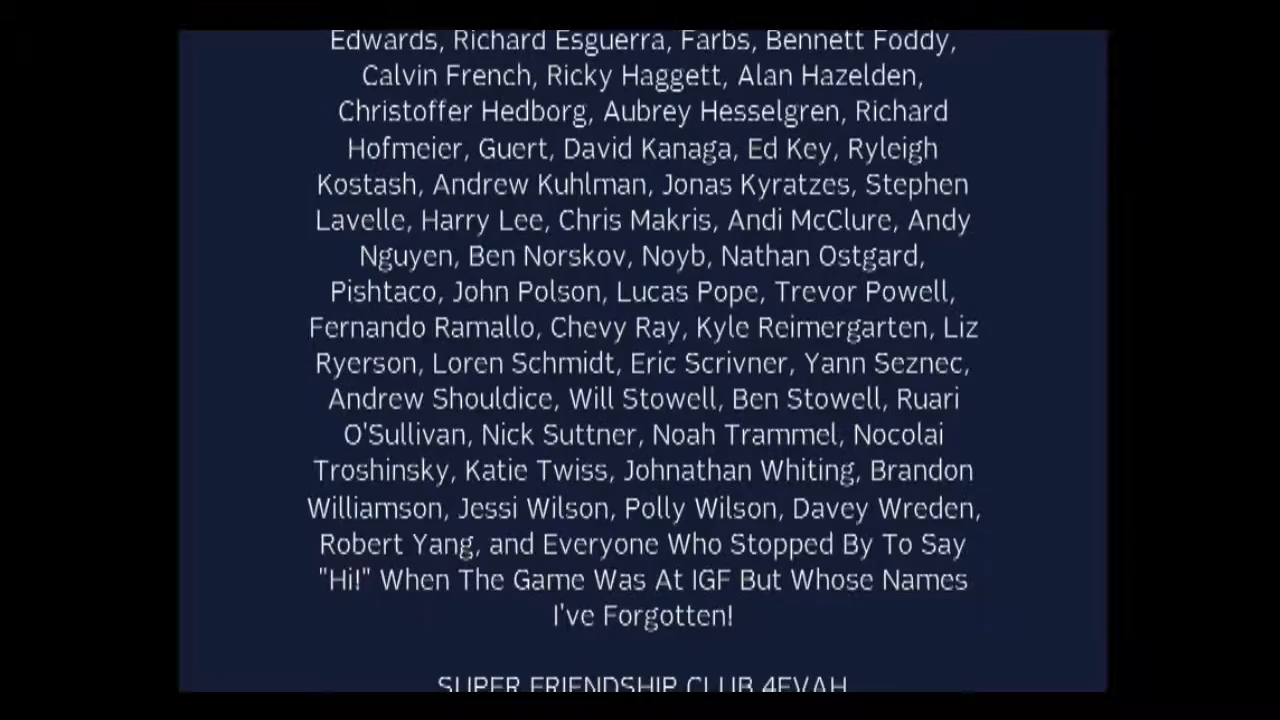 Edwards, Richard Esguerra, Farbs, Bennett Foddy,
Calvin French, Ricky Haggett, Alan Hazelden,
Christoffer Hedborg, Aubrey Hesselgren, Richard
Hofmeier, Guert, David Kanaga, Ed Key, Ryleigh
Kostash, Andrew Kuhlman, Jonas Kyratzes, Stephen
Lavelle, Harry Lee, Chris Makris, Andi McClure, Andy
Nguyen, Ben Norskov, Noyb, Nathan Ostgard,
Pishtaco, John Polson, Lucas Pope, Trevor Powell,
Fernando Ramallo, Chevy Ray, Kyle Reimergarten, Liz
Ryerson, Loren Schmidt, Eric Scrivner, Yann Seznec,
Andrew Shouldice, Will Stowell, Ben Stowell, Ruari
O'Sullivan, Nick Suttner, Noah Trammel, Nocolai
Troshinsky, Katie Twiss, Johnathan Whiting, Brandon
Williamson, Jessi Wilson, Polly Wilson, Davey Wreden,
Robert Yang, and Everyone Who Stopped By To Say
"Hi!" When The Game Was At IGF But Whose Names
I've Forgotten!
SUPER FRIENDSHIP CLUB 4EVAH